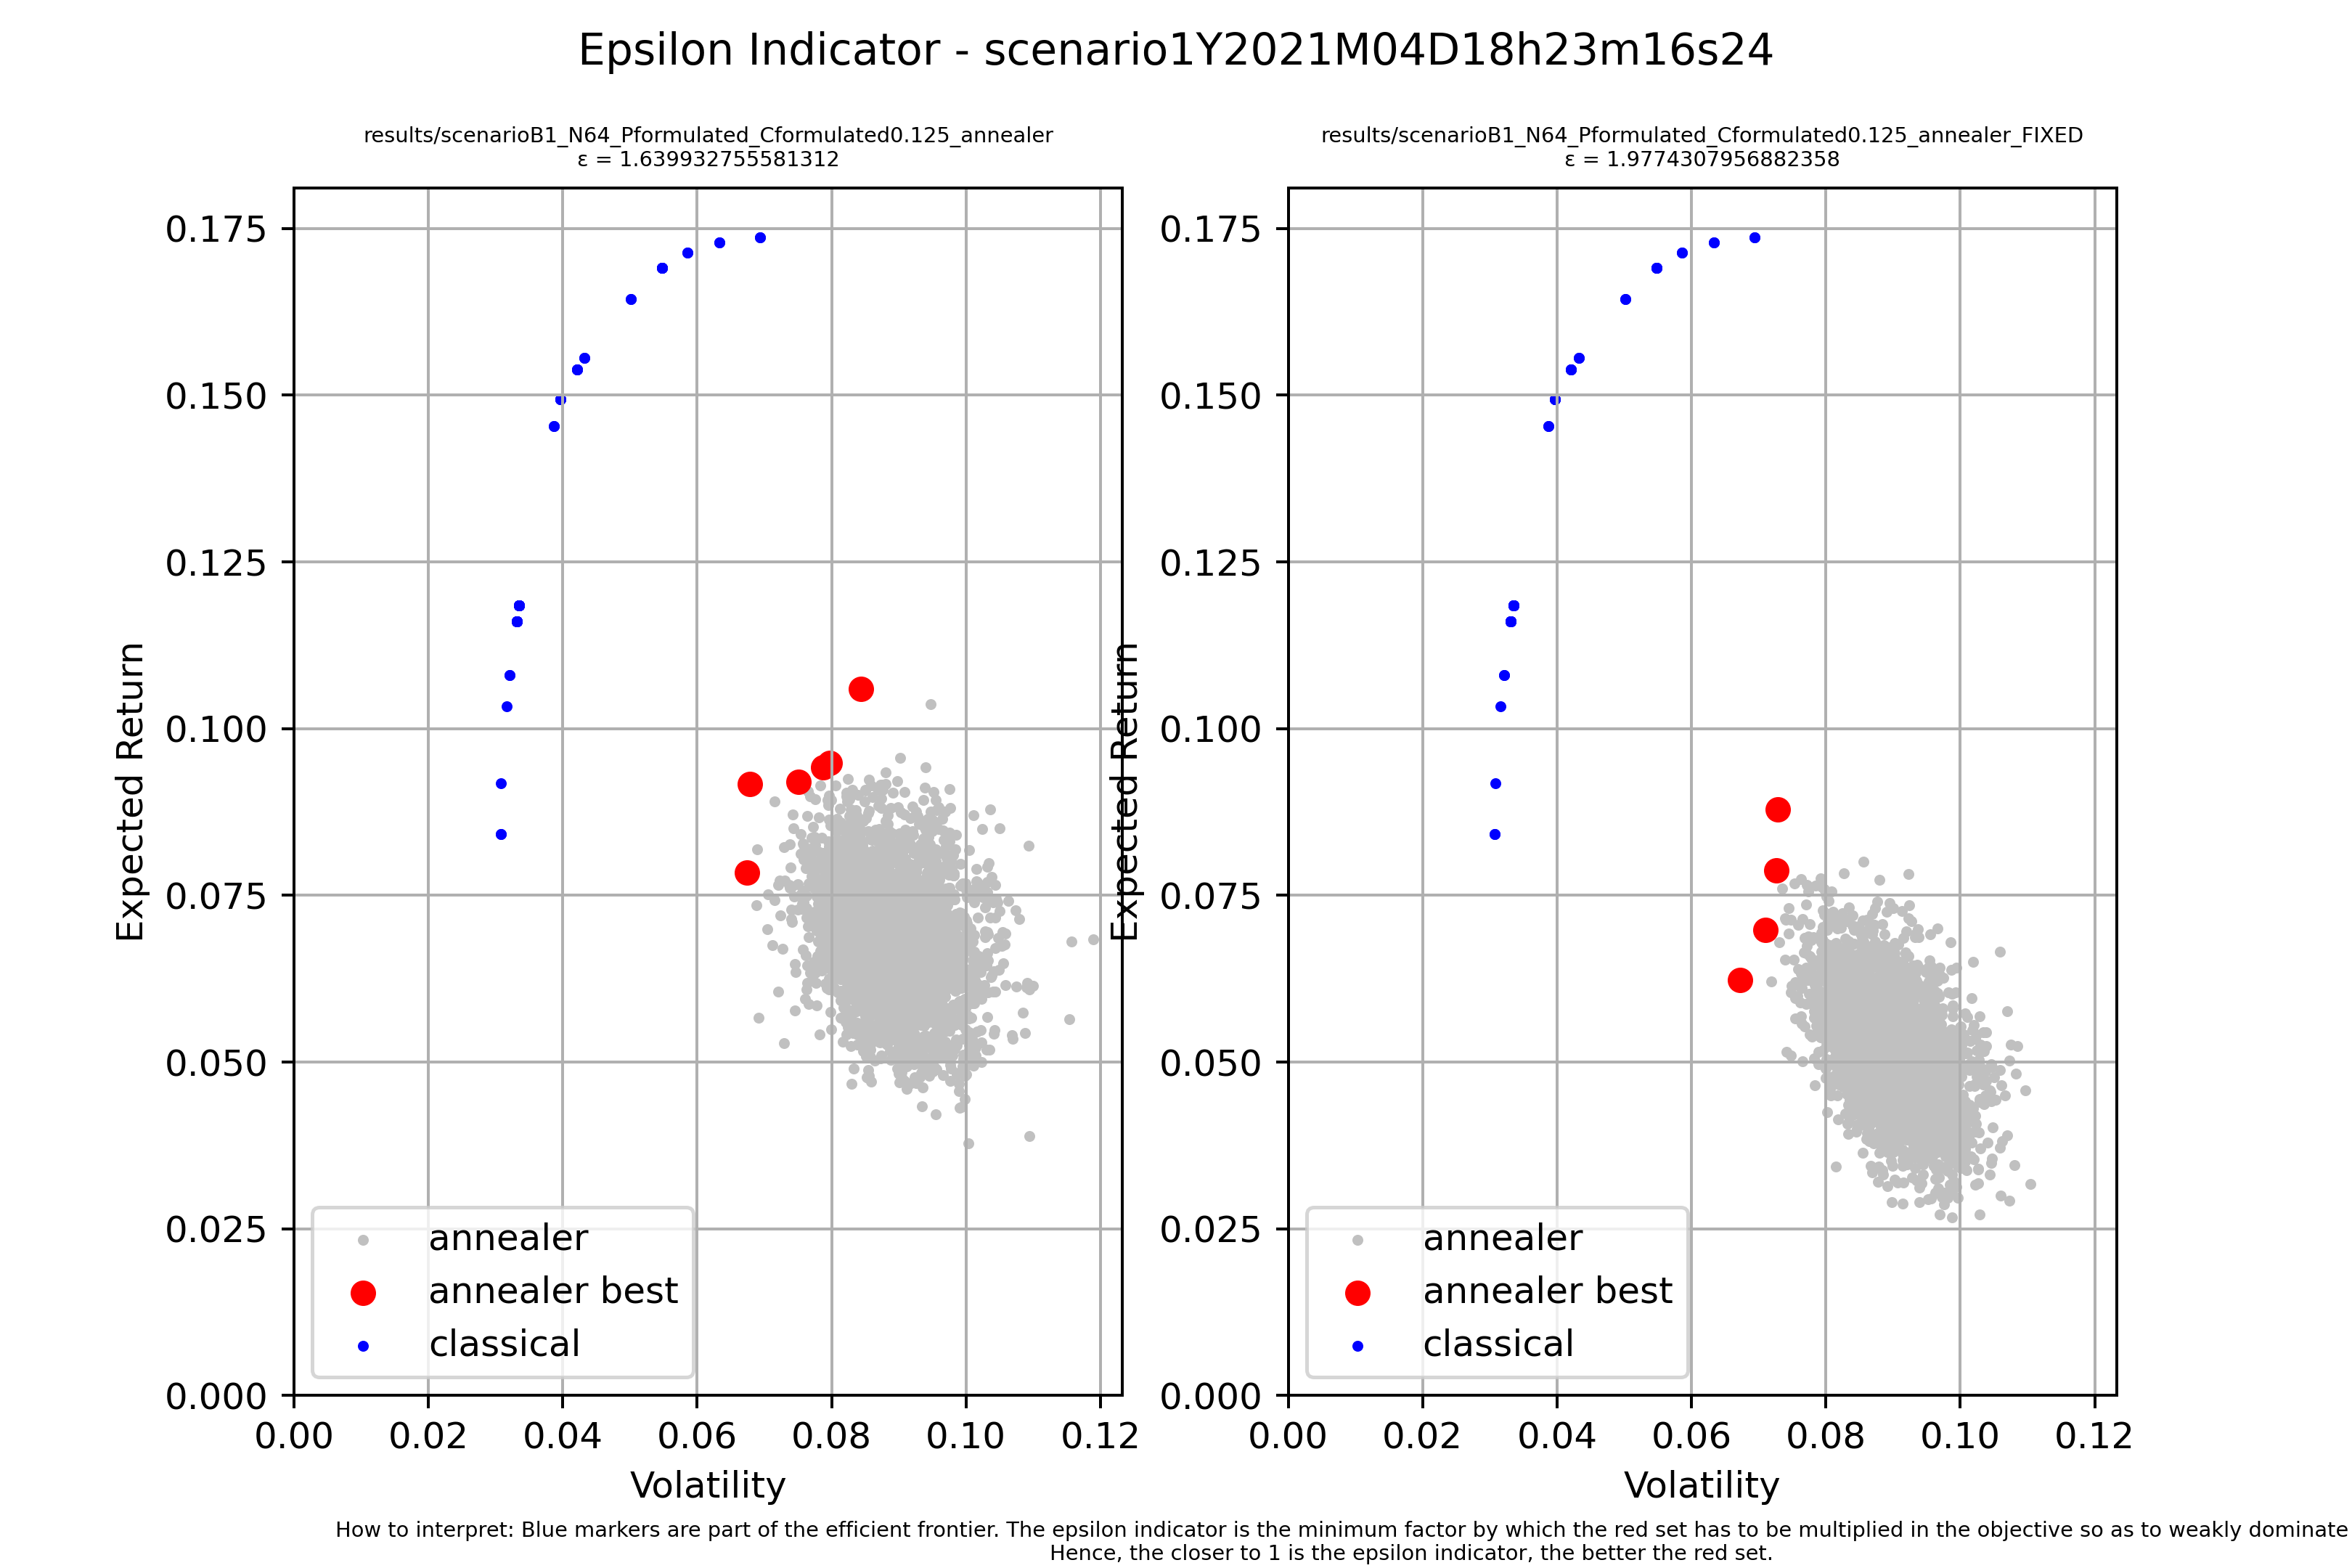 Epsilon Indicator - scenario1Y2021M04D18h23m16s24
results/scenarioB1_N64_Pformulated_Cformulated0.125_annealer
ε = 1.639932755581312
0.175
0.150
0.125
0.100
0.075
0.050
0.025
0.000
Expected Return
annealer
annealer best
classical
0.00 0.02 0.04 0.06 0.08 0.10 0.12
Volatility
results/scenarioB1_N64_Pformulated_Cformulated0.125_annealer_FIXED
ε = 1.9774307956882358
0.175
0.150
0.125
0.100
0.075
0.050
0.025
0.000
Expected Return
annealer
annealer best
classical
0.00 0.02 0.04 0.06 0.08 0.10 0.12
Volatility
How to interpret: Blue markers are part of the efficient frontier. The epsilon indicator is the minimum factor by which the red set has to be multiplied in the objective so as to weakly dominate
Hence, the closer to 1 is the epsilon indicator, the better the red set.